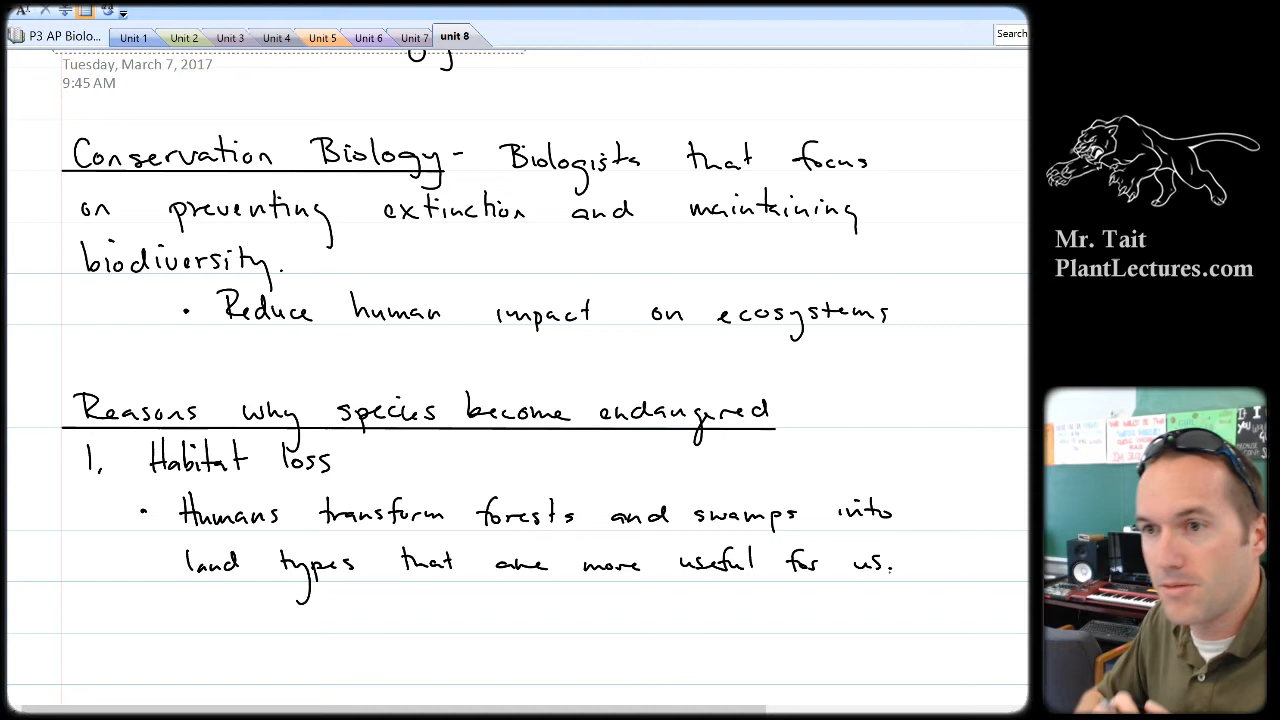 P3 AP Biolo...
Unit 1
Unit 2
Unit 3
Unit 4
Unit 5
Unit 6
Unit 7
unit 8
Search
Tuesday, March 7, 2017
9:45 AM
Conservation Biology - Biologists that focus
on preventing extinction and maintaining
biodiversity.
• Reduce human impact on ecosystems
Reasons why species become endangered
1. Habitat loss
• Humans transform forests and swamps into
land types that are more useful for us.
Mr. Tait
PlantLectures.com